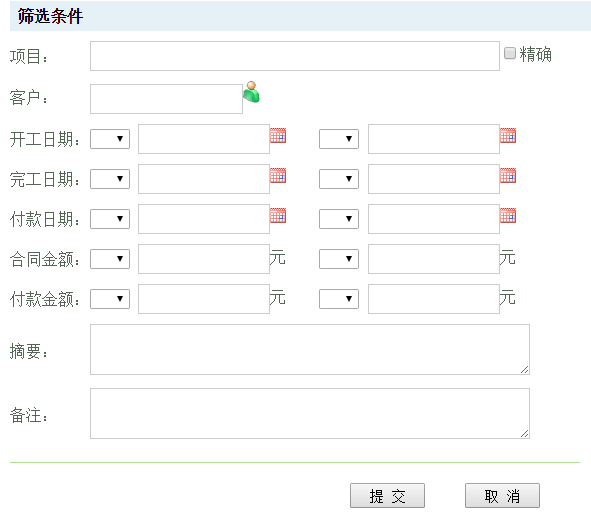 筛选条件
项目： 精确
客户：
开工日期：
完工日期：
付款日期：
合同金额： 元 元
付款金额： 元 元
摘要：
备注：
提 交 取 消